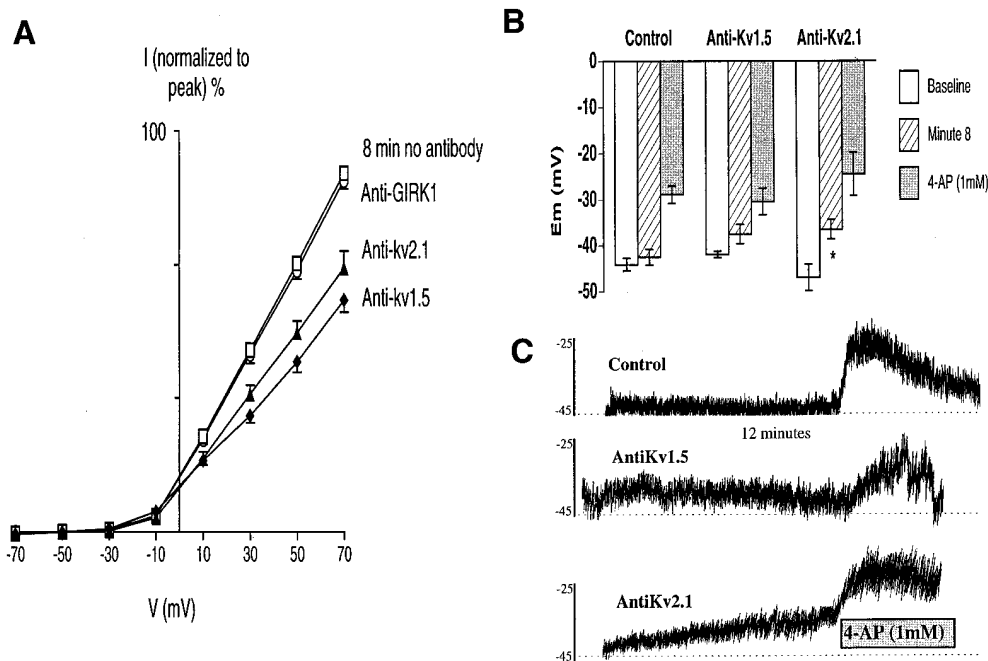 A
I (normalized to
peak) %
100
8 min no antibody
Anti-GIRK1
Anti-kv2.1
Anti-kv1.5
-70 -50 -30 -10 10 30 50 70
V (mV)
B
Control Anti-Kv1.5 Anti-Kv2.1
0
-10
-20
-30
-40
-50
Em (mV)
*
Baseline
Minute 8
4-AP (1mM)
C
-25
Control
-45
12 minutes
-25
AntiKv1.5
-45
-25
AntiKv2.1
4-AP (1mM)
-45